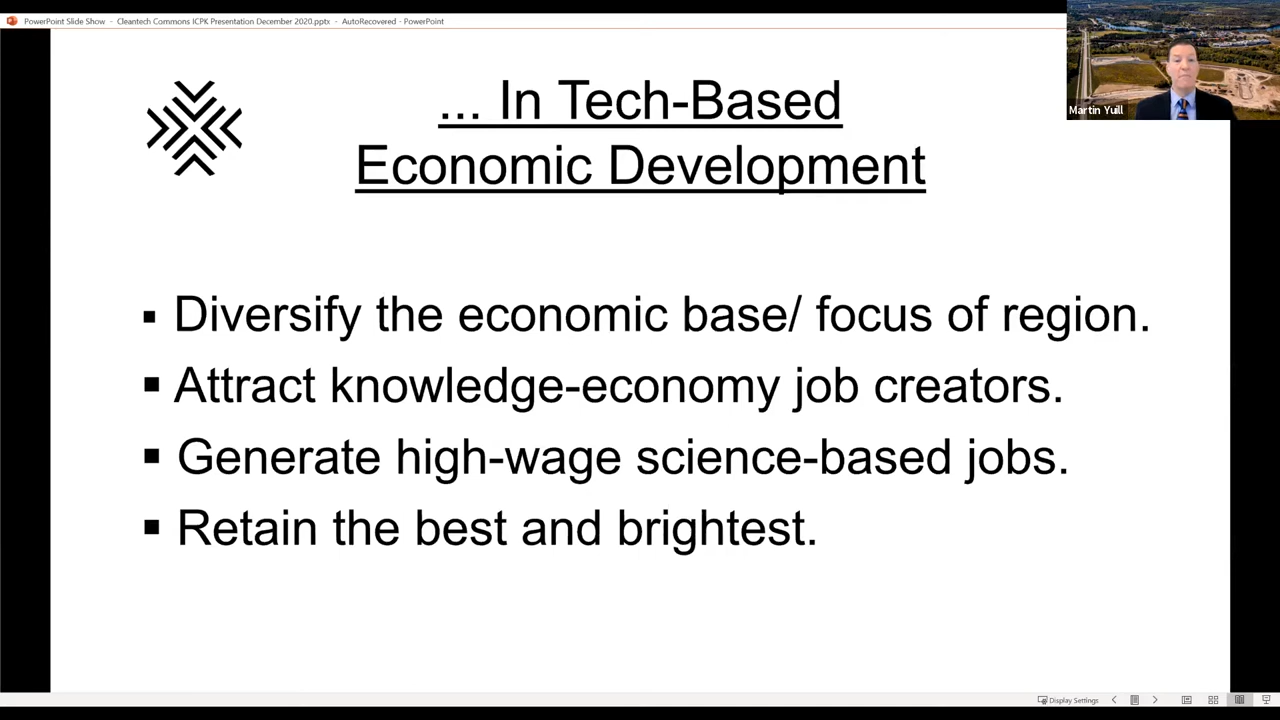 PowerPoint Slide Show - Cleantech Commons ICPK Presentation December 2020.pptx - AutoRecovered - PowerPoint
Martin Yuill
... In Tech-Based
Economic Development
▪ Diversify the economic base/ focus of region.
▪ Attract knowledge-economy job creators.
▪ Generate high-wage science-based jobs.
▪ Retain the best and brightest.
Display Settings